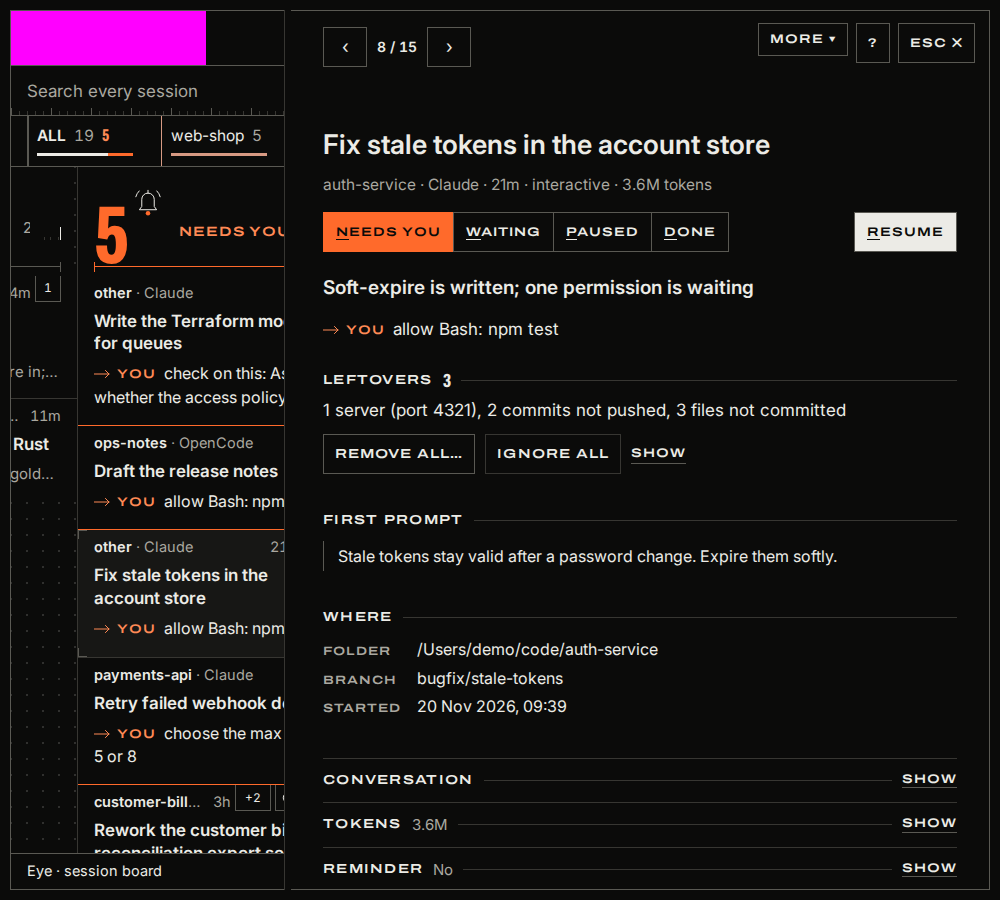 Search every session
ALL 19 5
web-shop 5
2
4m 1
re in;...
.. 11m
Rust
gold...
5
NEEDS YOU
other · Claude
Write the Terraform
for queues
→ YOU check on this:
whether the access policy
ops-notes · OpenCode
Draft the release notes
→ YOU allow Bash: npm
other · Claude 21
Fix stale tokens in the
account store
→ YOU allow Bash: npm
payments-api · Claude
Retry failed webhook
→ YOU choose the max
5 or 8
customer-bill... 3h +2
Rework the customer
reconciliation export
Eye · session board
‹ 8 / 15 ›
MORE ▾ ? ESC ✕
Fix stale tokens in the account store
auth-service · Claude · 21m · interactive · 3.6M tokens
NEEDS YOU WAITING PAUSED DONE RESUME
Soft-expire is written; one permission is waiting
→ YOU allow Bash: npm test
LEFTOVERS 3
1 server (port 4321), 2 commits not pushed, 3 files not committed
REMOVE ALL... IGNORE ALL SHOW
FIRST PROMPT
Stale tokens stay valid after a password change. Expire them softly.
WHERE
FOLDER /Users/demo/code/auth-service
BRANCH bugfix/stale-tokens
STARTED 20 Nov 2026, 09:39
CONVERSATION SHOW
TOKENS 3.6M SHOW
REMINDER No SHOW